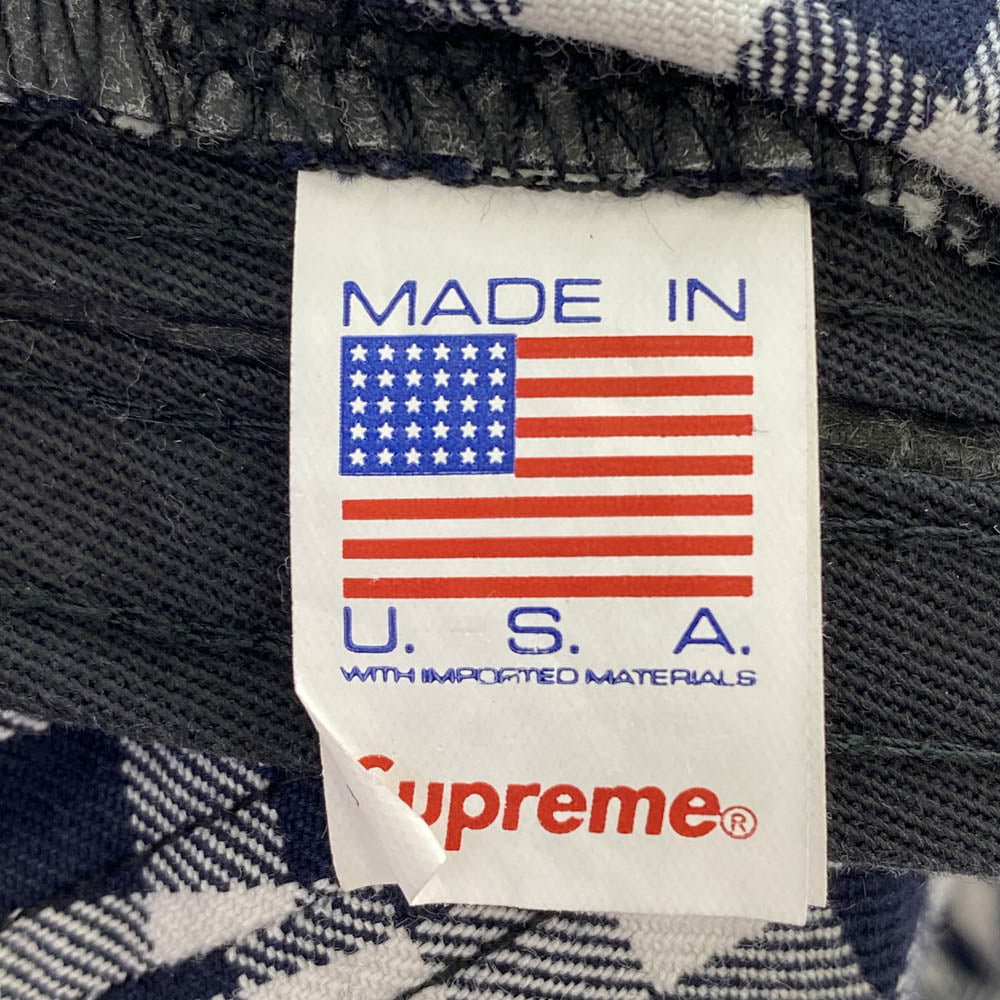 MADE IN
U. S. A.
WITH IMPORTED MATERIALS
Supreme®